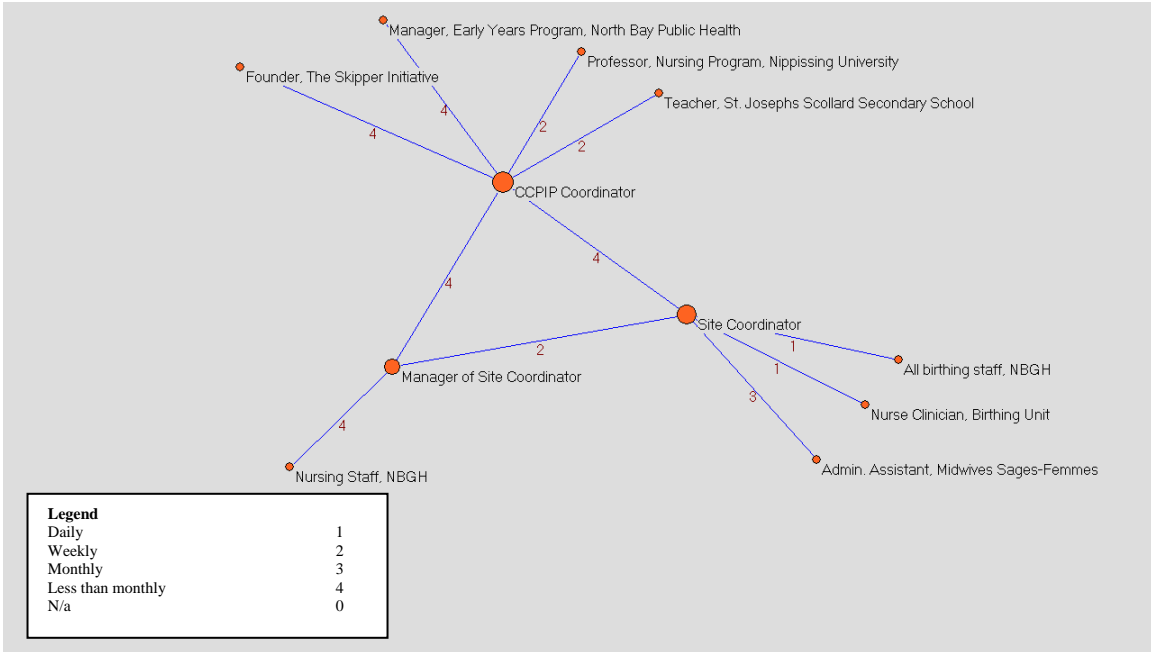 Manager, Early Years Program, North Bay Public Health
Professor, Nursing Program, Nippissing University
Founder, The Skipper Initiative
Teacher, St. Josephs Scollard Secondary School
4
4
2
2
CCPIP Coordinator
4
4
Site Coordinator
2
1
All birthing staff, NBGH
1
Manager of Site Coordinator
3
Nurse Clinician, Birthing Unit
4
Admin. Assistant, Midwives Sages-Femmes
Nursing Staff, NBGH
Legend
Daily 1
Weekly 2
Monthly 3
Less than monthly 4
N/a 0